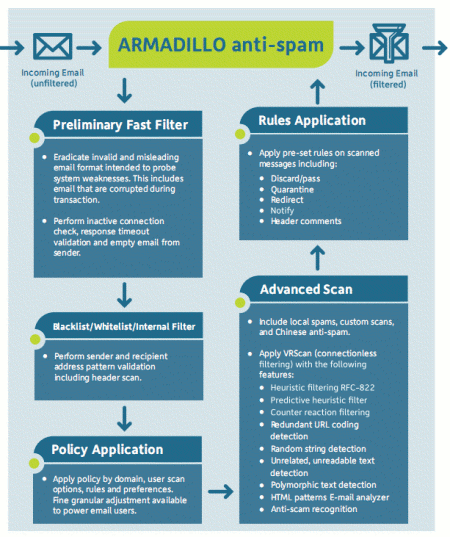 ARMADILLO anti-spam
Incoming Email
(unfiltered)
Incoming Email
(filtered)
Preliminary Fast Filter
Eradicate invalid and misleading
email format intended to probe
system weaknesses. This includes
email that are corrupted during
transaction.
Perform inactive connection
check, response timeout
validation and empty email from
sender.
Blacklist/Whitelist/Internal Filter
Perform sender and recipient
address pattern validation
including header scan.
Policy Application
Apply policy by domain, user scan
options, rules and preferences.
Fine granular adjustment available
to power email users.
Rules Application
Apply pre-set rules on scanned
messages including:
Discard/pass
Quarantine
Redirect
Notify
Header comments
Advanced Scan
Include local spams, custom scans,
and Chinese anti-spam.
Apply VRScan (connectionless
filtering) with the following
features:
Heuristic filtering RFC-822
Predictive heuristic filter
Counter reaction filtering
Redundant URL coding
detection
Random string detection
Unrelated, unreadable text
detection
Polymorphic text detection
HTML patterns E-mail analyzer
Anti-scam recognition